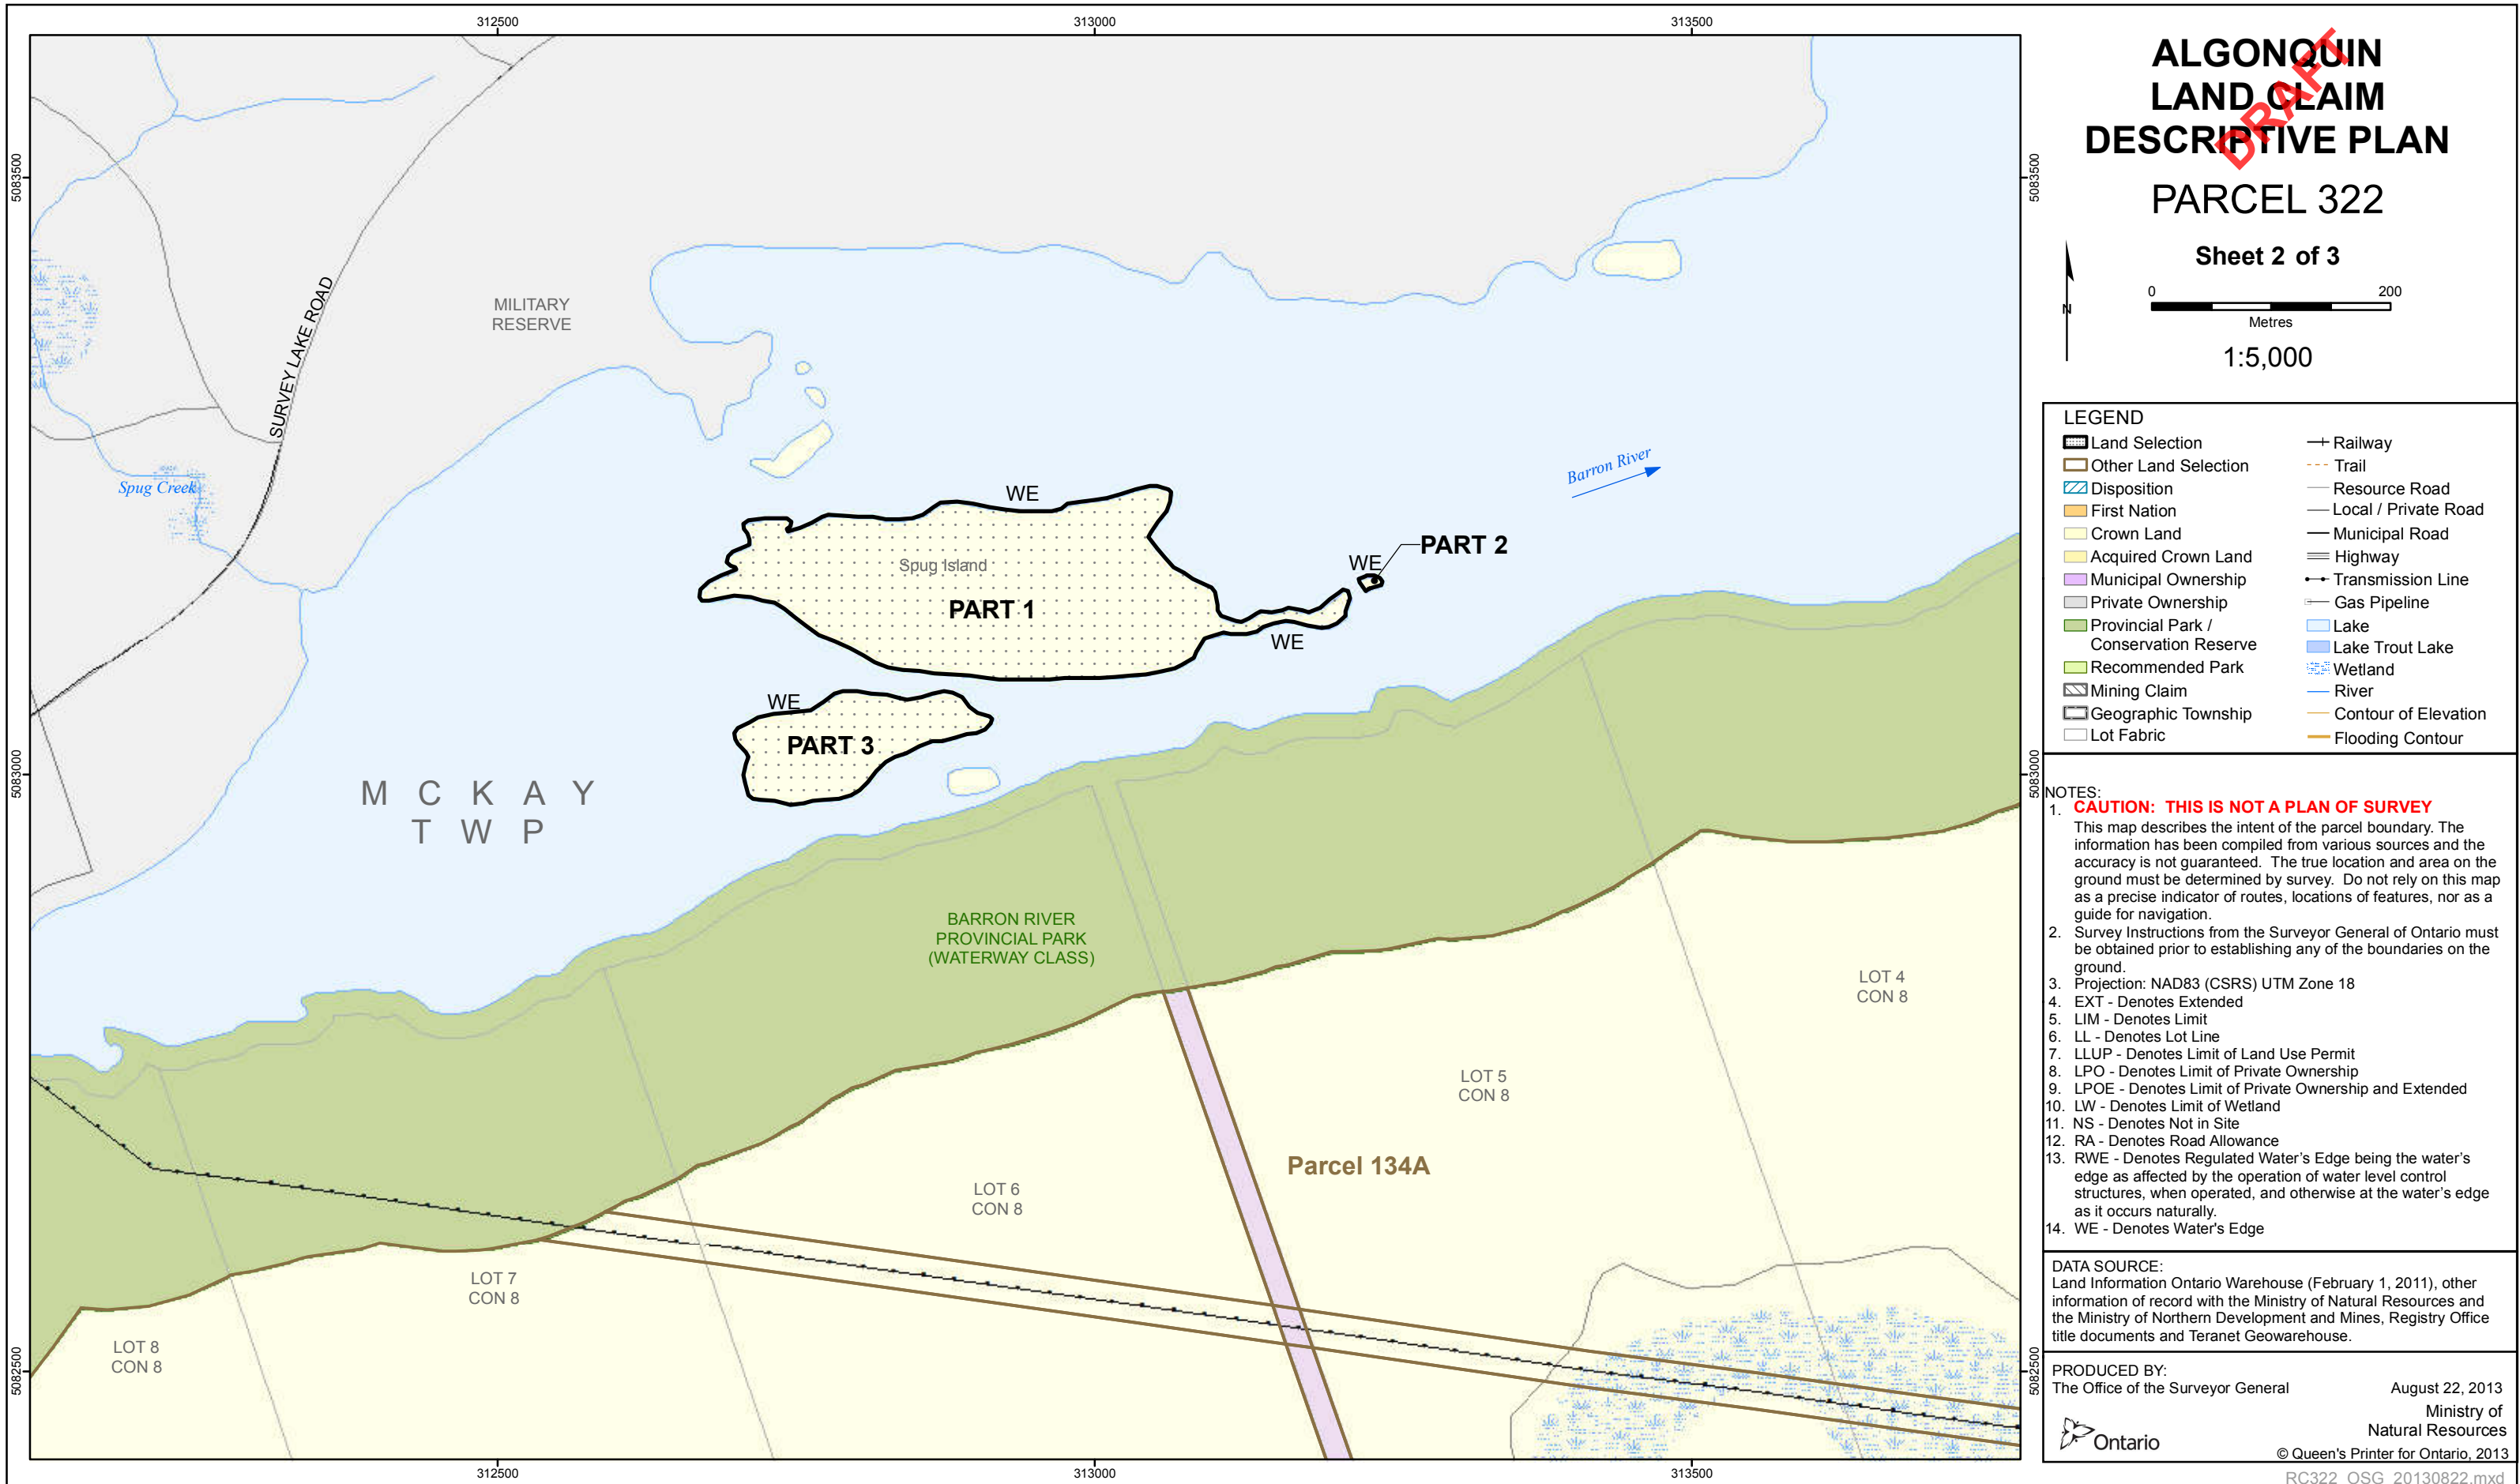 312500
313000
313500
5083500
5083000
5082500
5083500
5083000
5082500
312500
313000
313500
SURVEY LAKE ROAD
MILITARY
RESERVE
Spug Creek
Barron River
WE
Spug Island
PART 1
WE
PART 2
WE
WE
PART 3
M C K A Y
T W P
BARRON RIVER
PROVINCIAL PARK
(WATERWAY CLASS)
LOT 4
CON 8
LOT 5
CON 8
Parcel 134A
LOT 6
CON 8
LOT 7
CON 8
LOT 8
CON 8
ALGONQUIN
LAND CLAIM
DESCRIPTIVE PLAN
DRAFT
PARCEL 322
Sheet 2 of 3
N
0 200
Metres
1:5,000
LEGEND
Land Selection
Other Land Selection
Disposition
First Nation
Crown Land
Acquired Crown Land
Municipal Ownership
Private Ownership
Provincial Park /
Conservation Reserve
Recommended Park
Mining Claim
Geographic Township
Lot Fabric
Railway
Trail
Resource Road
Local / Private Road
Municipal Road
Highway
Transmission Line
Gas Pipeline
Lake
Lake Trout Lake
Wetland
River
Contour of Elevation
Flooding Contour
NOTES:
1. CAUTION: THIS IS NOT A PLAN OF SURVEY
This map describes the intent of the parcel boundary. The
information has been compiled from various sources and the
accuracy is not guaranteed. The true location and area on the
ground must be determined by survey. Do not rely on this map
as a precise indicator of routes, locations of features, nor as a
guide for navigation.
2. Survey Instructions from the Surveyor General of Ontario must
be obtained prior to establishing any of the boundaries on the
ground.
3. Projection: NAD83 (CSRS) UTM Zone 18
4. EXT - Denotes Extended
5. LIM - Denotes Limit
6. LL - Denotes Lot Line
7. LLUP - Denotes Limit of Land Use Permit
8. LPO - Denotes Limit of Private Ownership
9. LPOE - Denotes Limit of Private Ownership and Extended
10. LW - Denotes Limit of Wetland
11. NS - Denotes Not in Site
12. RA - Denotes Road Allowance
13. RWE - Denotes Regulated Water's Edge being the water's
edge as affected by the operation of water level control
structures, when operated, and otherwise at the water's edge
as it occurs naturally.
14. WE - Denotes Water's Edge
DATA SOURCE:
Land Information Ontario Warehouse (February 1, 2011), other
information of record with the Ministry of Natural Resources and
the Ministry of Northern Development and Mines, Registry Office
title documents and Teranet Geowarehouse.
PRODUCED BY:
The Office of the Surveyor General
August 22, 2013
Ministry of
Natural Resources
Ontario
© Queen's Printer for Ontario, 2013
RC322_OSG_20130822.mxd